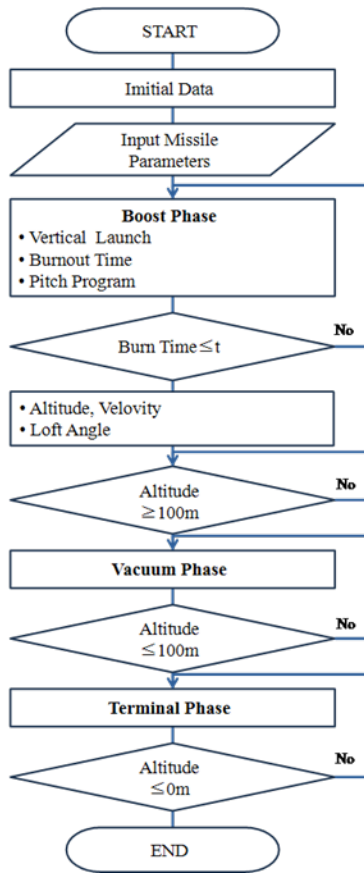 START
Imitial Data
Input Missile
Parameters
Boost Phase
• Vertical Launch
• Burnout Time
• Pitch Program
Burn Time≤t
No
• Altitude, Velovity
• Loft Angle
Altitude
≥100m
No
Vacuum Phase
Altitude
≤100m
No
Terminal Phase
Altitude
≤0m
No
END